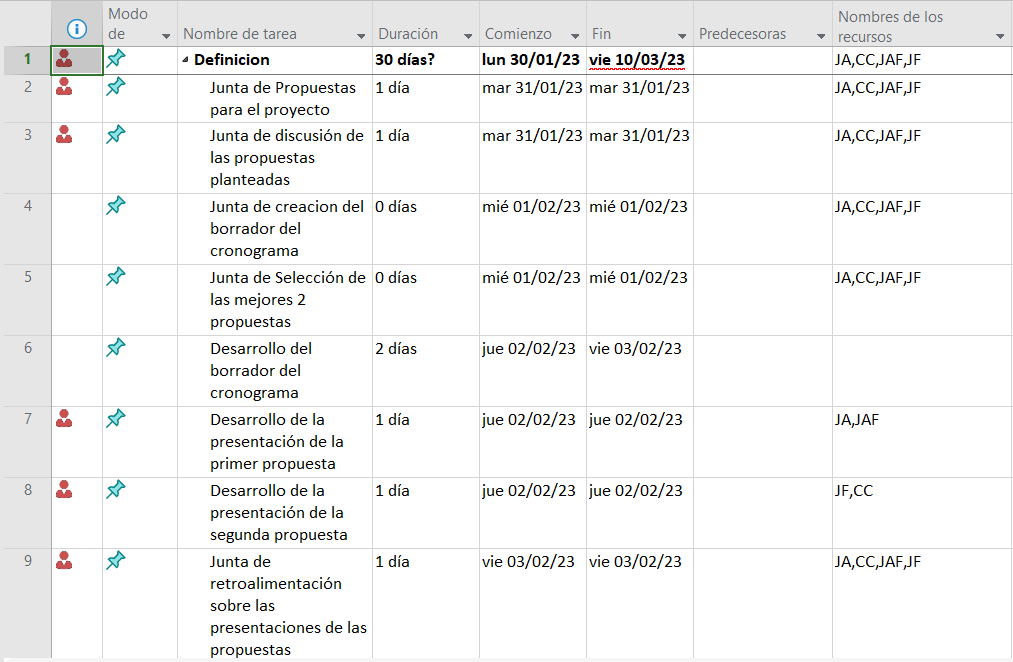 Modo de
Nombre de tarea
Duración
Comienzo
Fin
Predecesoras
Nombres de los recursos
1 Definicion 30 días? lun 30/01/23 vie 10/03/23 JA,CC,JAF,JF
2 Junta de Propuestas 1 día mar 31/01/23 mar 31/01/23 JA,CC,JAF,JF
para el proyecto
3 Junta de discusión de 1 día mar 31/01/23 mar 31/01/23 JA,CC,JAF,JF
las propuestas
planteadas
4 Junta de creacion del 0 días mié 01/02/23 mié 01/02/23 JA,CC,JAF,JF
borrador del
cronograma
5 Junta de Selección de 0 días mié 01/02/23 mié 01/02/23 JA,CC,JAF,JF
las mejores 2
propuestas
6 Desarrollo del 2 días jue 02/02/23 vie 03/02/23
borrador del
cronograma
7 Desarrollo de la 1 día jue 02/02/23 jue 02/02/23 JA,JAF
presentación de la
primer propuesta
8 Desarrollo de la 1 día jue 02/02/23 jue 02/02/23 JF,CC
presentación de la
segunda propuesta
9 Junta de 1 día vie 03/02/23 vie 03/02/23 JA,CC,JAF,JF
retroalimentación
sobre las
presentaciones de las
propuestas